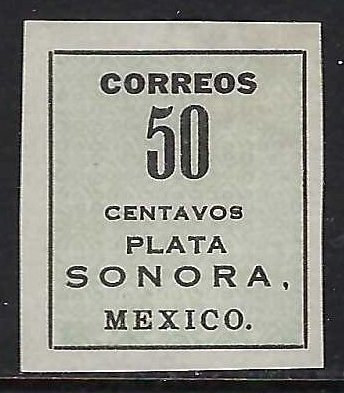 CORREOS
50
CENTAVOS
PLATA
SONORA,
MEXICO.